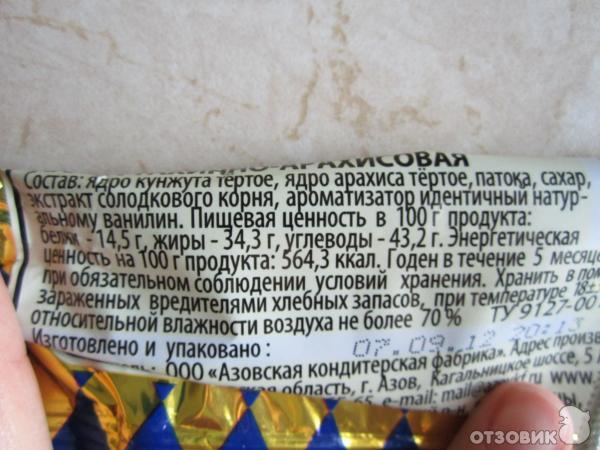 АРАХИСОВАЯ
Состав: ядро кунжута тёртое, ядро арахиса тёртое, патока, сахар,
экстракт солодкового корня, ароматизатор идентичный натур-
альному ванилин. Пищевая ценность в 100 г продукта:
белки - 14,5 г, жиры - 34,3 г, углеводы - 43,2 г. Энергетическая
ценность на 100 г продукта: 564,3 ккал. Годен в течение 5
при обязательном соблюдении условий хранения. Хранить в
зараженных вредителями хлебных запасов, при температуре 18±
относительной влажности воздуха не более 70% ТУ 9127-00
Изготовлено и упаковано: 07.09.12 20:13
ООО "Азовская кондитерская фабрика". Адрес
область, г. Азов, Кагальницкое шоссе, 5
65, e-mail: www.
ОТЗОВИК